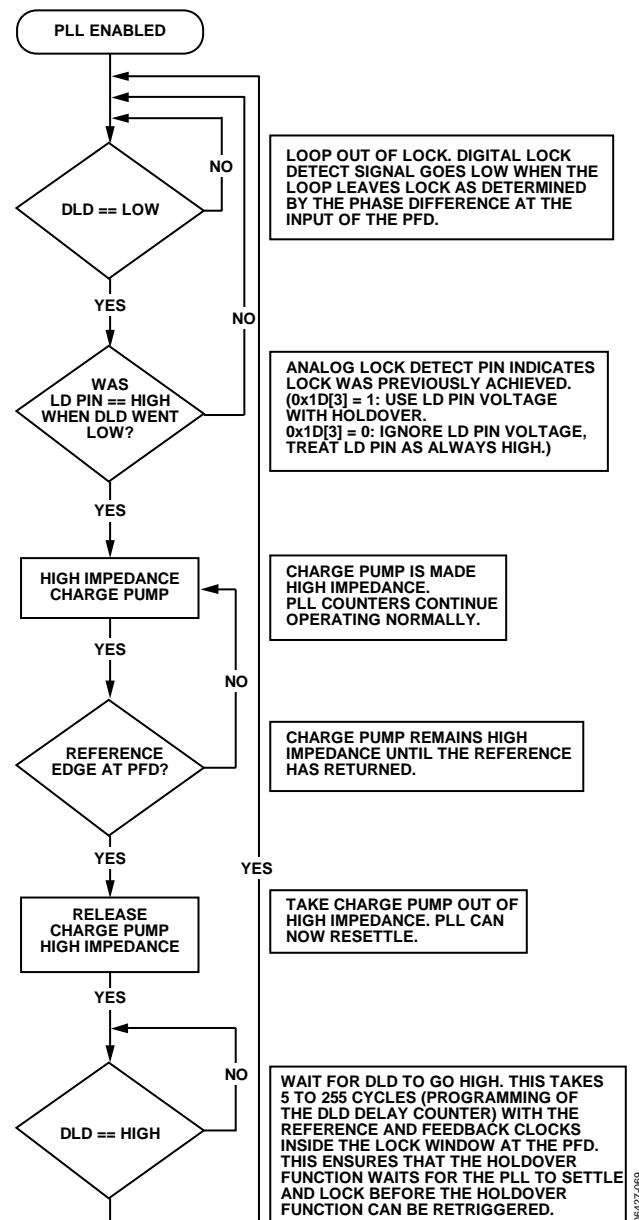 PLL ENABLED
NO
DLD == LOW
LOOP OUT OF LOCK. DIGITAL LOCK
DETECT SIGNAL GOES LOW WHEN THE
LOOP LEAVES LOCK AS DETERMINED
BY THE PHASE DIFFERENCE AT THE
INPUT OF THE PFD.
YES
NO
WAS
LD PIN == HIGH
WHEN DLD WENT
LOW?
ANALOG LOCK DETECT PIN INDICATES
LOCK WAS PREVIOUSLY ACHIEVED.
(0x1D[3] = 1: USE LD PIN VOLTAGE
WITH HOLDOVER.
0x1D[3] = 0: IGNORE LD PIN VOLTAGE,
TREAT LD PIN AS ALWAYS HIGH.)
YES
HIGH IMPEDANCE
CHARGE PUMP
CHARGE PUMP IS MADE
HIGH IMPEDANCE.
PLL COUNTERS CONTINUE
OPERATING NORMALLY.
YES
NO
REFERENCE
EDGE AT PFD?
CHARGE PUMP REMAINS HIGH
IMPEDANCE UNTIL THE REFERENCE
HAS RETURNED.
YES
YES
RELEASE
CHARGE PUMP
HIGH IMPEDANCE
TAKE CHARGE PUMP OUT OF
HIGH IMPEDANCE. PLL CAN
NOW RESETTLE.
YES
NO
DLD == HIGH
WAIT FOR DLD TO GO HIGH. THIS TAKES
5 TO 255 CYCLES (PROGRAMMING OF
THE DLD DELAY COUNTER) WITH THE
REFERENCE AND FEEDBACK CLOCKS
INSIDE THE LOCK WINDOW AT THE PFD.
THIS ENSURES THAT THE HOLDOVER
FUNCTION WAITS FOR THE PLL TO SETTLE
AND LOCK BEFORE THE HOLDOVER
FUNCTION CAN BE RETRIGGERED.
06427-069